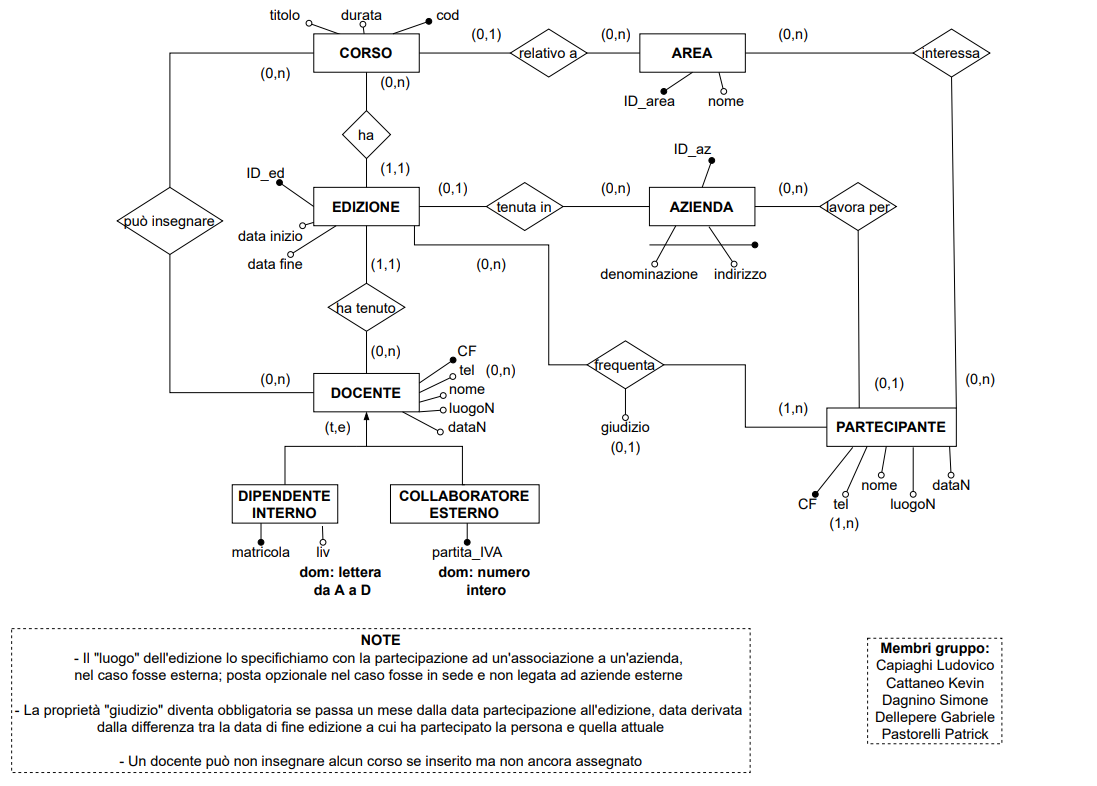 titolo
durata
cod
CORSO
(0,1)
relativo a
(0,n)
AREA
(0,n)
interessa
(0,n)
(0,n)
ID_area
nome
ha
(1,1)
ID_az
ID_ed
EDIZIONE
(0,1)
tenuta in
(0,n)
AZIENDA
(0,n)
lavora per
può insegnare
data inizio
data fine
(1,1)
(0,n)
denominazione
indirizzo
ha tenuto
(0,n)
CF
tel
(0,n)
nome
luogoN
dataN
(0,n)
DOCENTE
(t,e)
frequenta
giudizio
(0,1)
(1,n)
(0,1)
(0,n)
PARTECIPANTE
CF
tel
(1,n)
nome
luogoN
dataN
DIPENDENTE
INTERNO
COLLABORATORE
ESTERNO
matricola
liv
dom: lettera
da A a D
partita_IVA
dom: numero
intero
NOTE
- Il "luogo" dell'edizione lo specifichiamo con la partecipazione ad un'associazione a un'azienda,
nel caso fosse esterna; posta opzionale nel caso fosse in sede e non legata ad aziende esterne
- La proprietà "giudizio" diventa obbligatoria se passa un mese dalla data partecipazione all'edizione, data derivata
dalla differenza tra la data di fine edizione a cui ha partecipato la persona e quella attuale
- Un docente può non insegnare alcun corso se inserito ma non ancora assegnato
Membri gruppo:
Capiaghi Ludovico
Cattaneo Kevin
Dagnino Simone
Dellepere Gabriele
Pastorelli Patrick